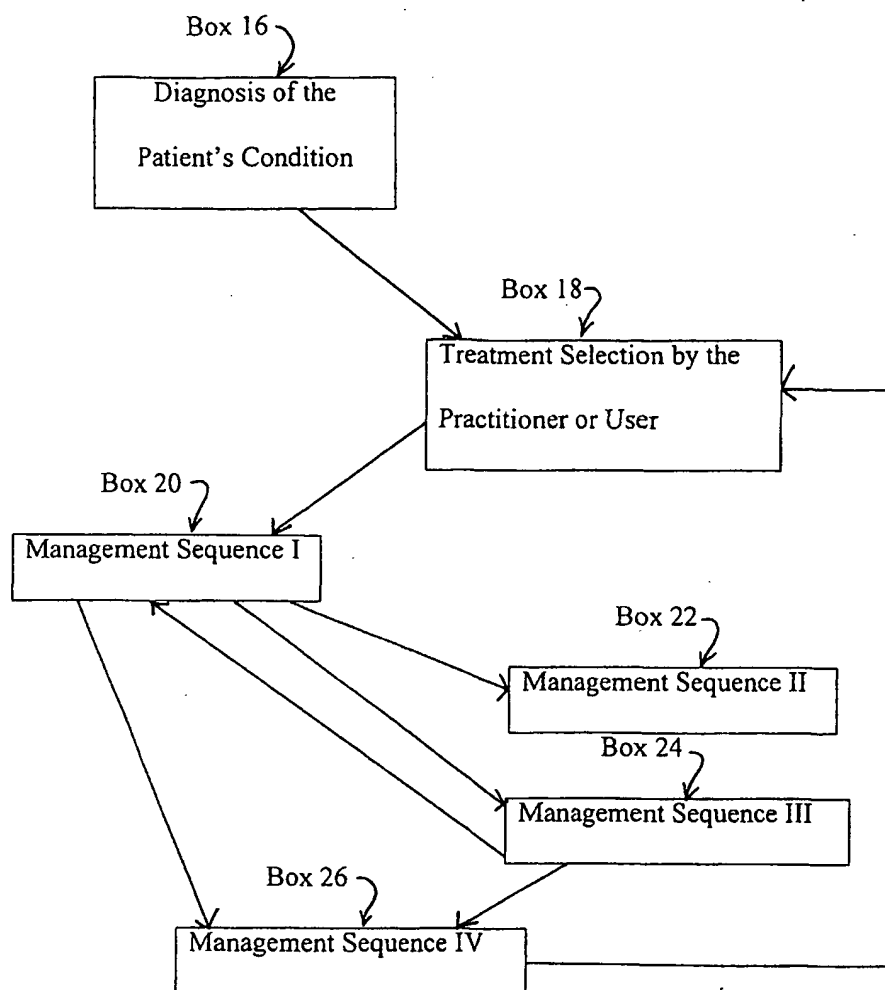 Box 16
Diagnosis of the
Patient's Condition
Box 18
Treatment Selection by the
Practitioner or User
Box 20
Management Sequence I
Box 22
Management Sequence II
Box 24
Management Sequence III
Box 26
Management Sequence IV